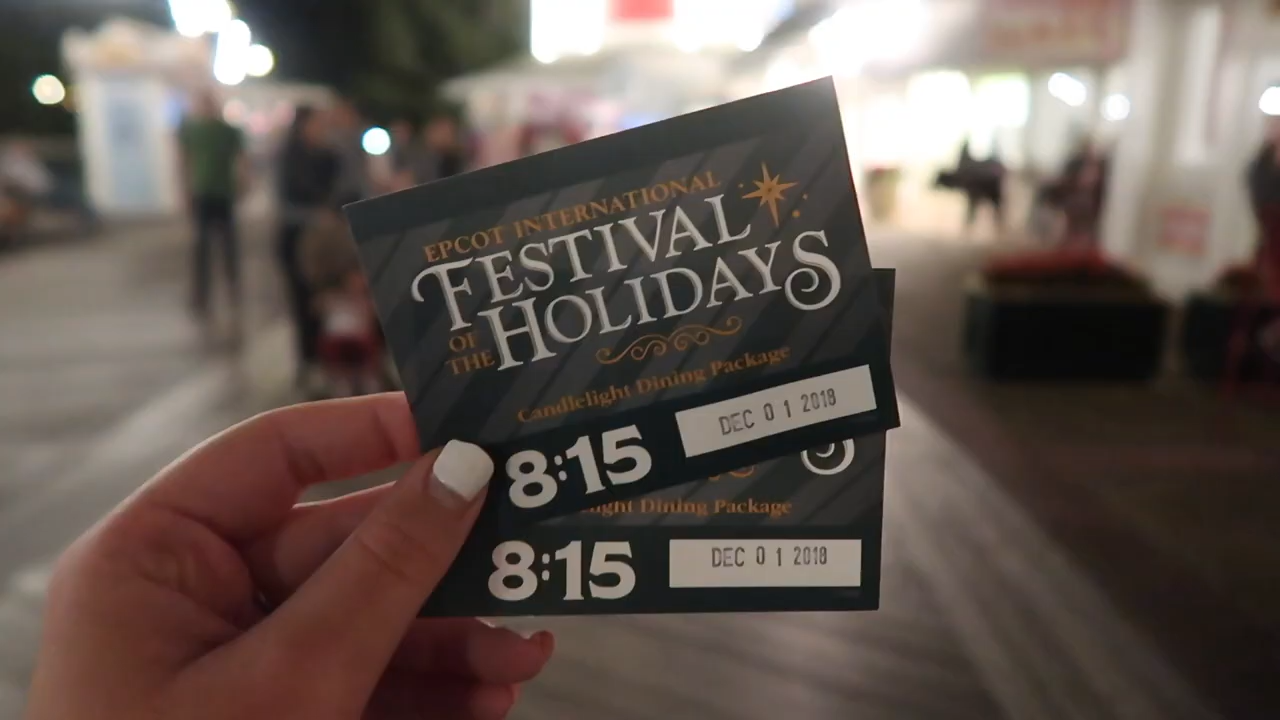 EPCOT INTERNATIONAL
FESTIVAL
OF THE HOLIDAYS
Candlelight Dining Package
8:15 DEC 0 1 2018
light Dining Package
8:15 DEC 0 1 2018